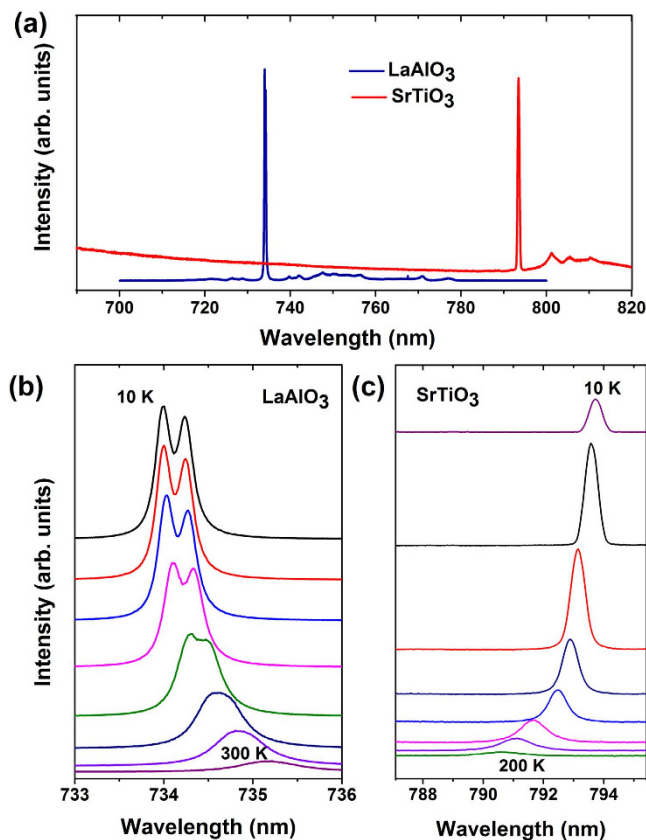 (a)
LaAlO3
SrTiO3
Intensity (arb. units)
700 720 740 760 780 800 820
Wavelength (nm)
(b)
10 K
LaAlO3
300 K
Intensity (arb. units)
733 734 735 736
Wavelength (nm)
(c)
SrTiO3
10 K
200 K
788 790 792 794
Wavelength (nm)